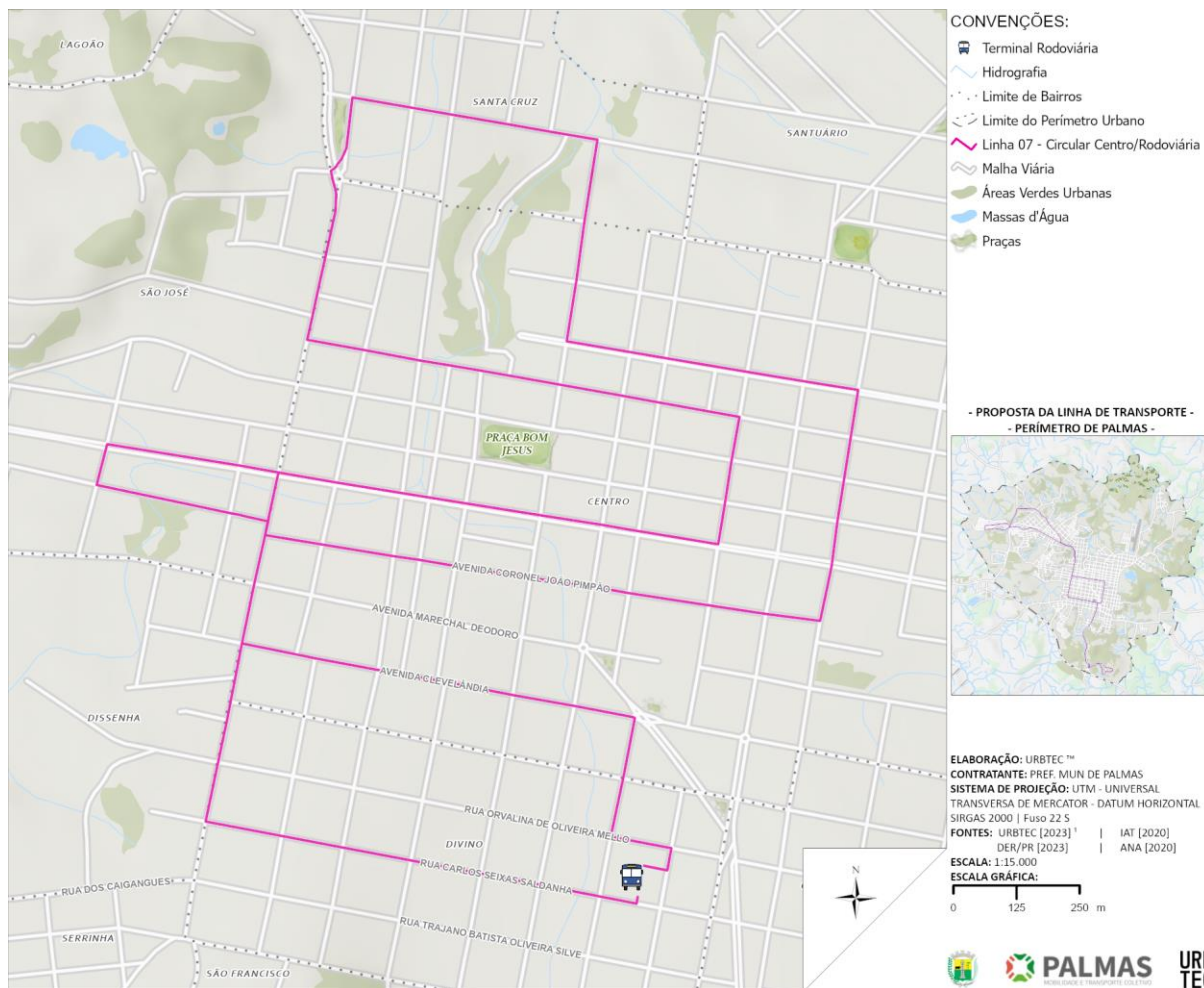 LAGOÃO
SANTA CRUZ
SANTUÁRIO
SÃO JOSÉ
PRAÇA BOM
JESUS
CENTRO
AVENIDA CORONEL JOÃO PIMPÃO
AVENIDA MARECHAL DEODORO
AVENIDA CLEVELÂNDIA
DISSENHA
RUA ORVALINA DE OLIVEIRA MELLO
DIVINO
RUA CARLOS SEIXAS SALDANHA
RUA DOS CAIGANGUES
RUA TRAJANO BATISTA OLIVEIRA SILVE
SERRINHA
SÃO FRANCISCO
N
CONVENÇÕES:
Terminal Rodoviária
Hidrografia
Limite de Bairros
Limite do Perímetro Urbano
Linha 07 - Circular Centro/Rodoviária
Malha Viária
Áreas Verdes Urbanas
Massas d'Água
Praças
- PROPOSTA DA LINHA DE TRANSPORTE -
- PERÍMETRO DE PALMAS -
ELABORAÇÃO: URBTEC ™
CONTRATANTE: PREF. MUN DE PALMAS
SISTEMA DE PROJEÇÃO: UTM - UNIVERSAL
TRANSVERSA DE MERCATOR - DATUM HORIZONTAL
SIRGAS 2000 | Fuso 22 S
FONTES: URBTEC [2023] ¹ | IAT [2020]
DER/PR [2023] | ANA [2020]
ESCALA: 1:15.000
ESCALA GRÁFICA:
0 125 250 m
PALMAS
MOBILIDADE E TRANSPORTE COLETIVO